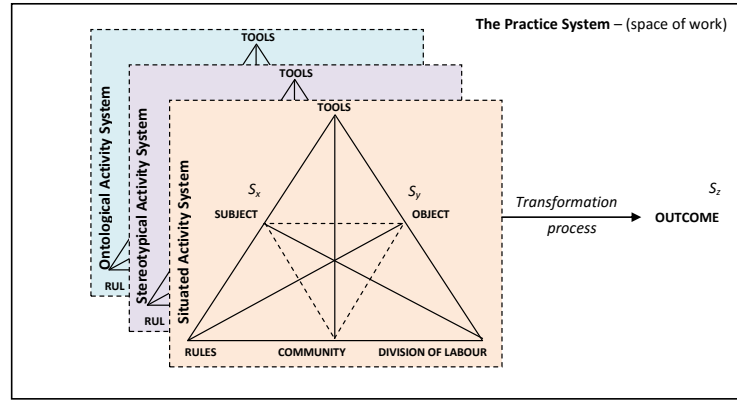 The Practice System – (space of work)
TOOLS
Ontological Activity System
RUL
TOOLS
Stereotypical Activity System
RUL
TOOLS
Situated Activity System
Sx
Sy
SUBJECT
OBJECT
RULES
COMMUNITY
DIVISION OF LABOUR
Transformation
process
Sz
OUTCOME